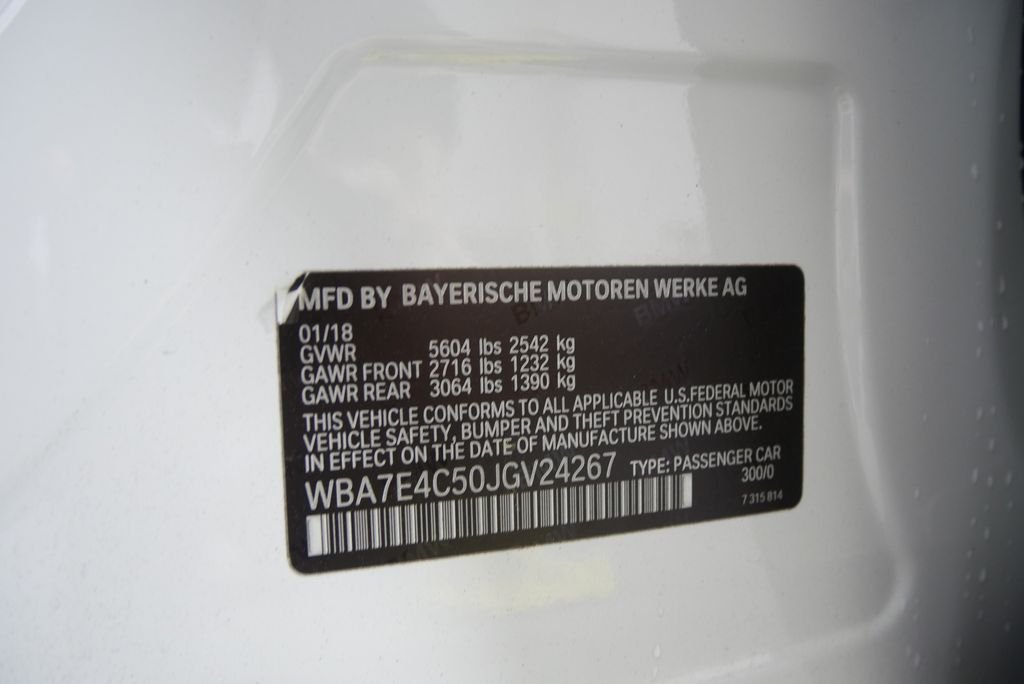 MFD BY BAYERISCHE MOTOREN WERKE AG
01/18
GVWR 5604 lbs 2542 kg
GAWR FRONT 2716 lbs 1232 kg
GAWR REAR 3064 lbs 1390 kg
THIS VEHICLE CONFORMS TO ALL APPLICABLE U.S.FEDERAL MOTOR
VEHICLE SAFETY, BUMPER AND THEFT PREVENTION STANDARDS
IN EFFECT ON THE DATE OF MANUFACTURE SHOWN ABOVE.
WBA7E4C50JGV24267 TYPE: PASSENGER CAR
300/0
7 315 814